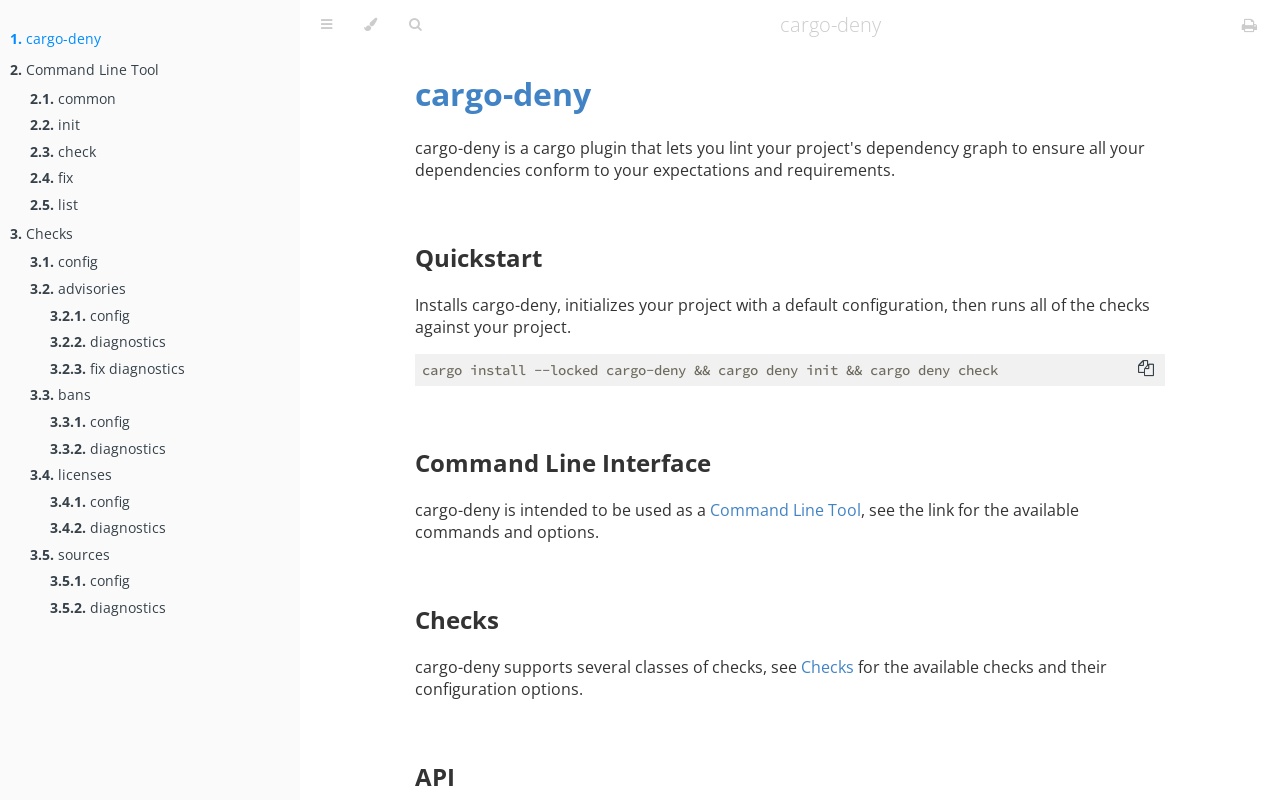 1. cargo-deny
2. Command Line Tool
2.1. common
2.2. init
2.3. check
2.4. fix
2.5. list
3. Checks
3.1. config
3.2. advisories
3.2.1. config
3.2.2. diagnostics
3.2.3. fix diagnostics
3.3. bans
3.3.1. config
3.3.2. diagnostics
3.4. licenses
3.4.1. config
3.4.2. diagnostics
3.5. sources
3.5.1. config
3.5.2. diagnostics
cargo-deny
cargo-deny
cargo-deny is a cargo plugin that lets you lint your project's dependency graph to ensure all your
dependencies conform to your expectations and requirements.
Quickstart
Installs cargo-deny, initializes your project with a default configuration, then runs all of the checks
against your project.
cargo install --locked cargo-deny && cargo deny init && cargo deny check
Command Line Interface
cargo-deny is intended to be used as a Command Line Tool, see the link for the available
commands and options.
Checks
cargo-deny supports several classes of checks, see Checks for the available checks and their
configuration options.
API